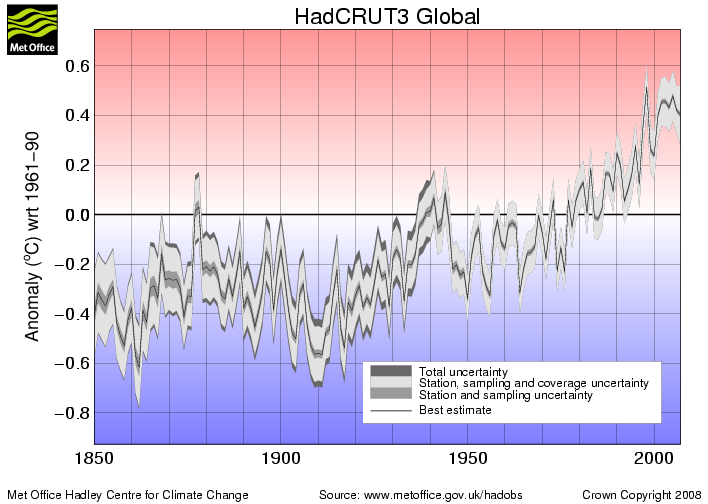 HadCRUT3 Global
Met Office
Anomaly (°C) wrt 1961−90
0.6
0.4
0.2
0.0
−0.2
−0.4
−0.6
−0.8
Total uncertainty
Station, sampling and coverage uncertainty
Station and sampling uncertainty
Best estimate
1850 1900 1950 2000
Met Office Hadley Centre for Climate Change Source: www.metoffice.gov.uk/hadobs Crown Copyright 2008